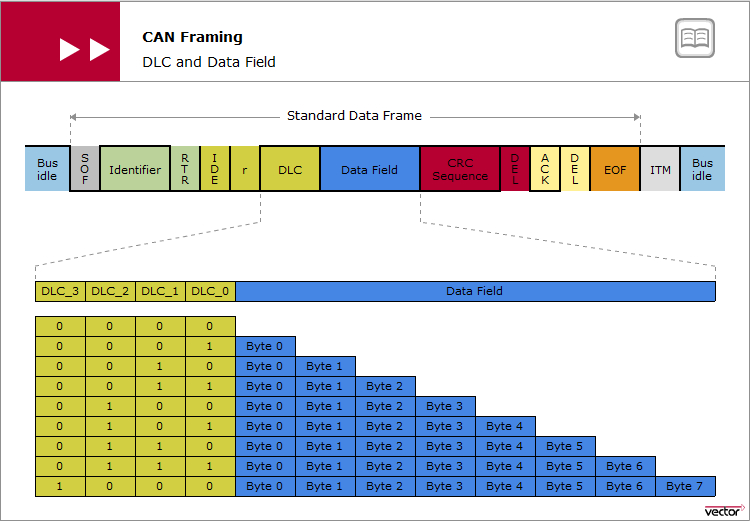 CAN Framing
DLC and Data Field
Standard Data Frame
Bus idle SOF Identifier RTR IDE r DLC Data Field CRC Sequence DEL ACK DEL EOF ITM Bus idle
DLC_3 DLC_2 DLC_1 DLC_0 Data Field
0 0 0 0
0 0 0 1 Byte 0
0 0 1 0 Byte 0 Byte 1
0 0 1 1 Byte 0 Byte 1 Byte 2
0 1 0 0 Byte 0 Byte 1 Byte 2 Byte 3
0 1 0 1 Byte 0 Byte 1 Byte 2 Byte 3 Byte 4
0 1 1 0 Byte 0 Byte 1 Byte 2 Byte 3 Byte 4 Byte 5
0 1 1 1 Byte 0 Byte 1 Byte 2 Byte 3 Byte 4 Byte 5 Byte 6
1 0 0 0 Byte 0 Byte 1 Byte 2 Byte 3 Byte 4 Byte 5 Byte 6 Byte 7
vector